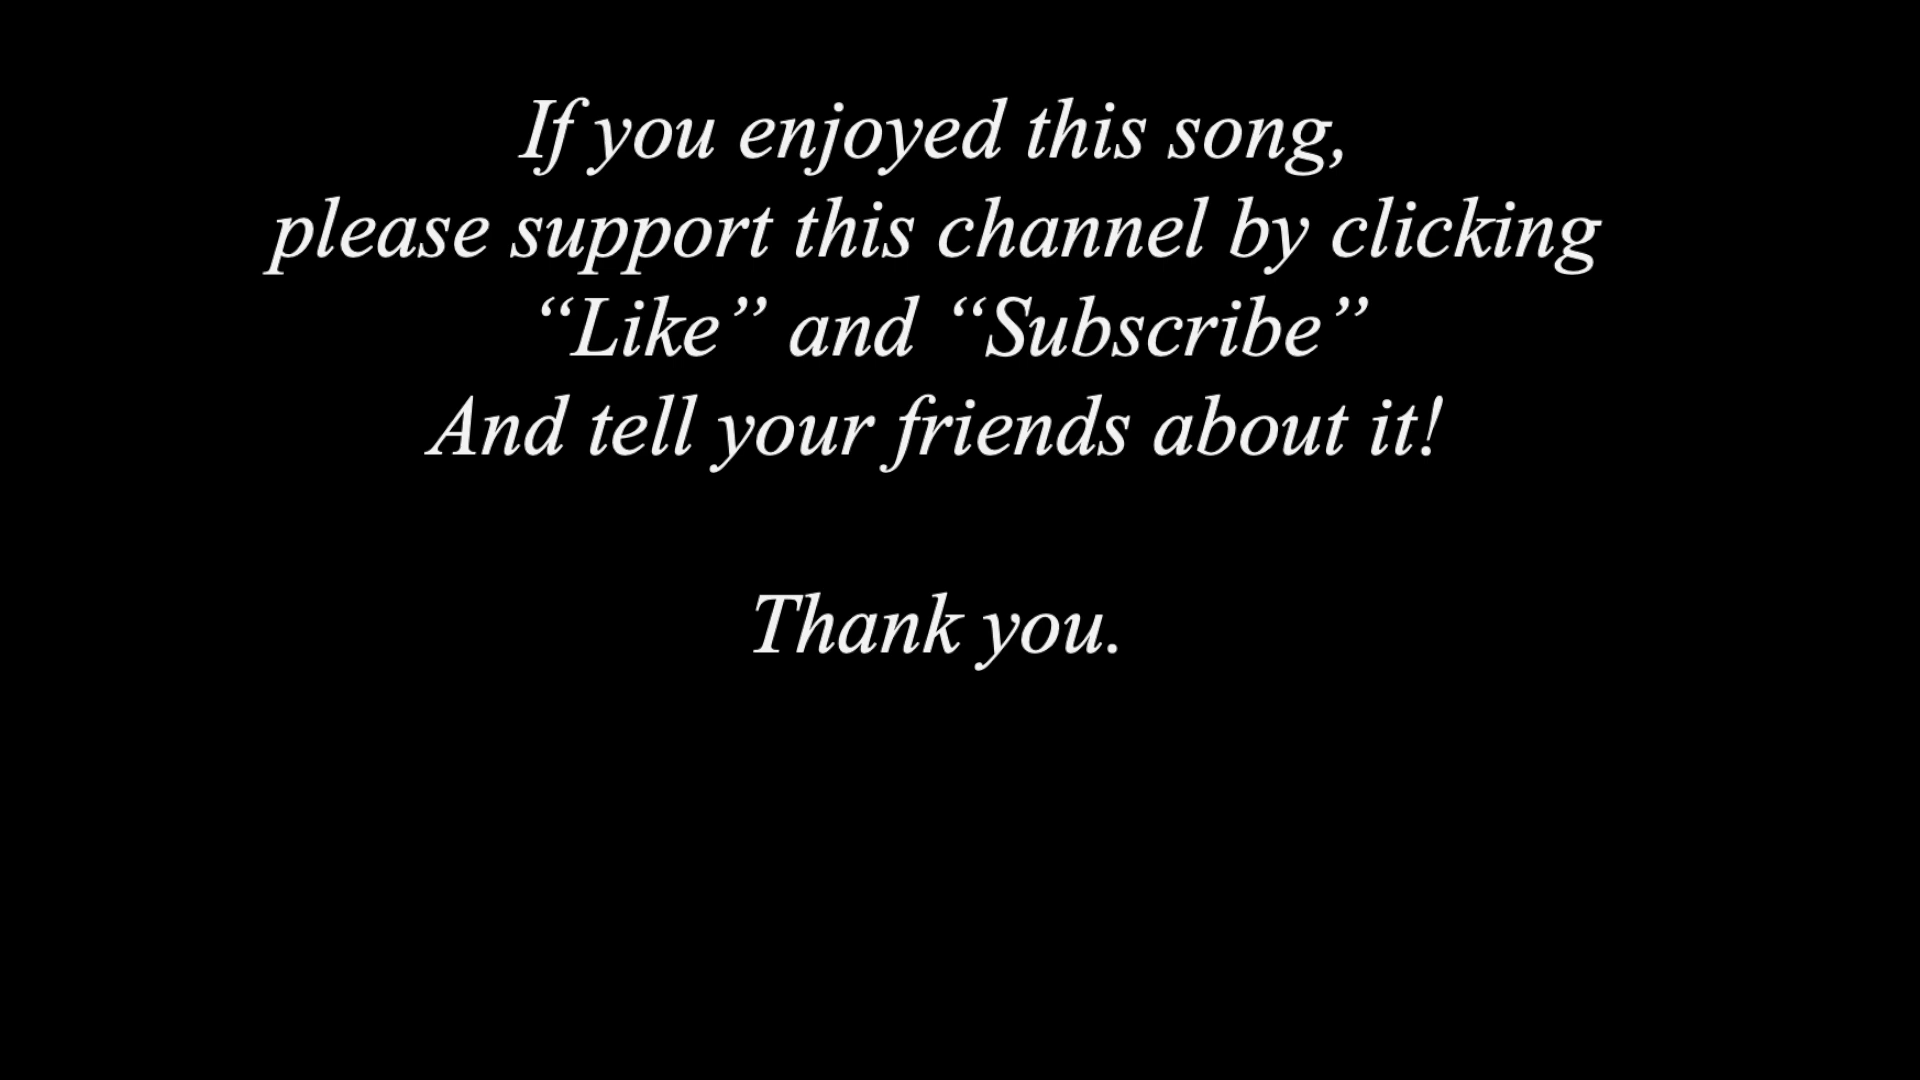 If you enjoyed this song,
please support this channel by clicking
“Like” and “Subscribe”
And tell your friends about it!
Thank you.